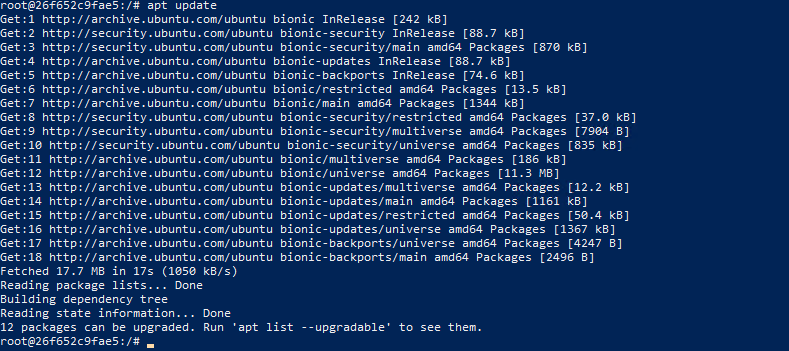 root@26f652c9fae5:/# apt update
Get:1 http://archive.ubuntu.com/ubuntu bionic InRelease [242 kB]
Get:2 http://security.ubuntu.com/ubuntu bionic-security InRelease [88.7 kB]
Get:3 http://security.ubuntu.com/ubuntu bionic-security/main amd64 Packages [870 kB]
Get:4 http://archive.ubuntu.com/ubuntu bionic-updates InRelease [88.7 kB]
Get:5 http://archive.ubuntu.com/ubuntu bionic-backports InRelease [74.6 kB]
Get:6 http://archive.ubuntu.com/ubuntu bionic/restricted amd64 Packages [13.5 kB]
Get:7 http://archive.ubuntu.com/ubuntu bionic/main amd64 Packages [1344 kB]
Get:8 http://security.ubuntu.com/ubuntu bionic-security/restricted amd64 Packages [37.0 kB]
Get:9 http://security.ubuntu.com/ubuntu bionic-security/multiverse amd64 Packages [7904 B]
Get:10 http://security.ubuntu.com/ubuntu bionic-security/universe amd64 Packages [835 kB]
Get:11 http://archive.ubuntu.com/ubuntu bionic/multiverse amd64 Packages [186 kB]
Get:12 http://archive.ubuntu.com/ubuntu bionic/universe amd64 Packages [11.3 MB]
Get:13 http://archive.ubuntu.com/ubuntu bionic-updates/multiverse amd64 Packages [12.2 kB]
Get:14 http://archive.ubuntu.com/ubuntu bionic-updates/main amd64 Packages [1161 kB]
Get:15 http://archive.ubuntu.com/ubuntu bionic-updates/restricted amd64 Packages [50.4 kB]
Get:16 http://archive.ubuntu.com/ubuntu bionic-updates/universe amd64 Packages [1367 kB]
Get:17 http://archive.ubuntu.com/ubuntu bionic-backports/universe amd64 Packages [4247 B]
Get:18 http://archive.ubuntu.com/ubuntu bionic-backports/main amd64 Packages [2496 B]
Fetched 17.7 MB in 17s (1050 kB/s)
Reading package lists... Done
Building dependency tree
Reading state information... Done
12 packages can be upgraded. Run 'apt list --upgradable' to see them.
root@26f652c9fae5:/#